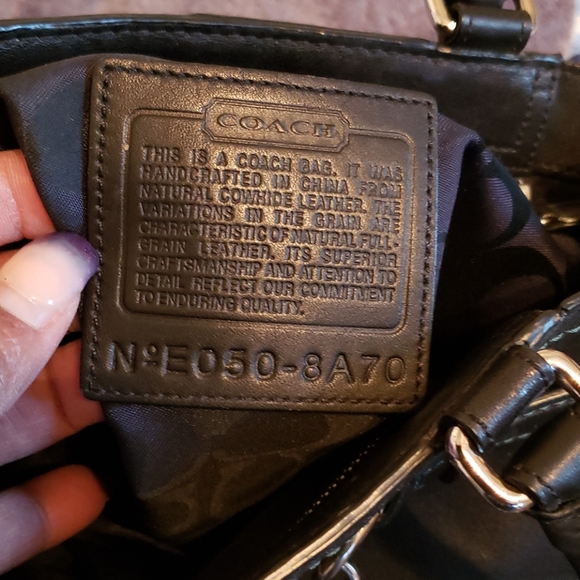 COACH
THIS IS A COACH BAG. IT WAS
HANDCRAFTED IN CHINA FROM
NATURAL COWHIDE LEATHER. THE
VARIATIONS IN THE GRAIN ARE
CHARACTERISTIC OF NATURAL FULL-
GRAIN LEATHER. ITS SUPERIOR
CRAFTSMANSHIP AND ATTENTION TO
DETAIL REFLECT OUR COMMITMENT
TO ENDURING QUALITY.
Nº E050-8A70